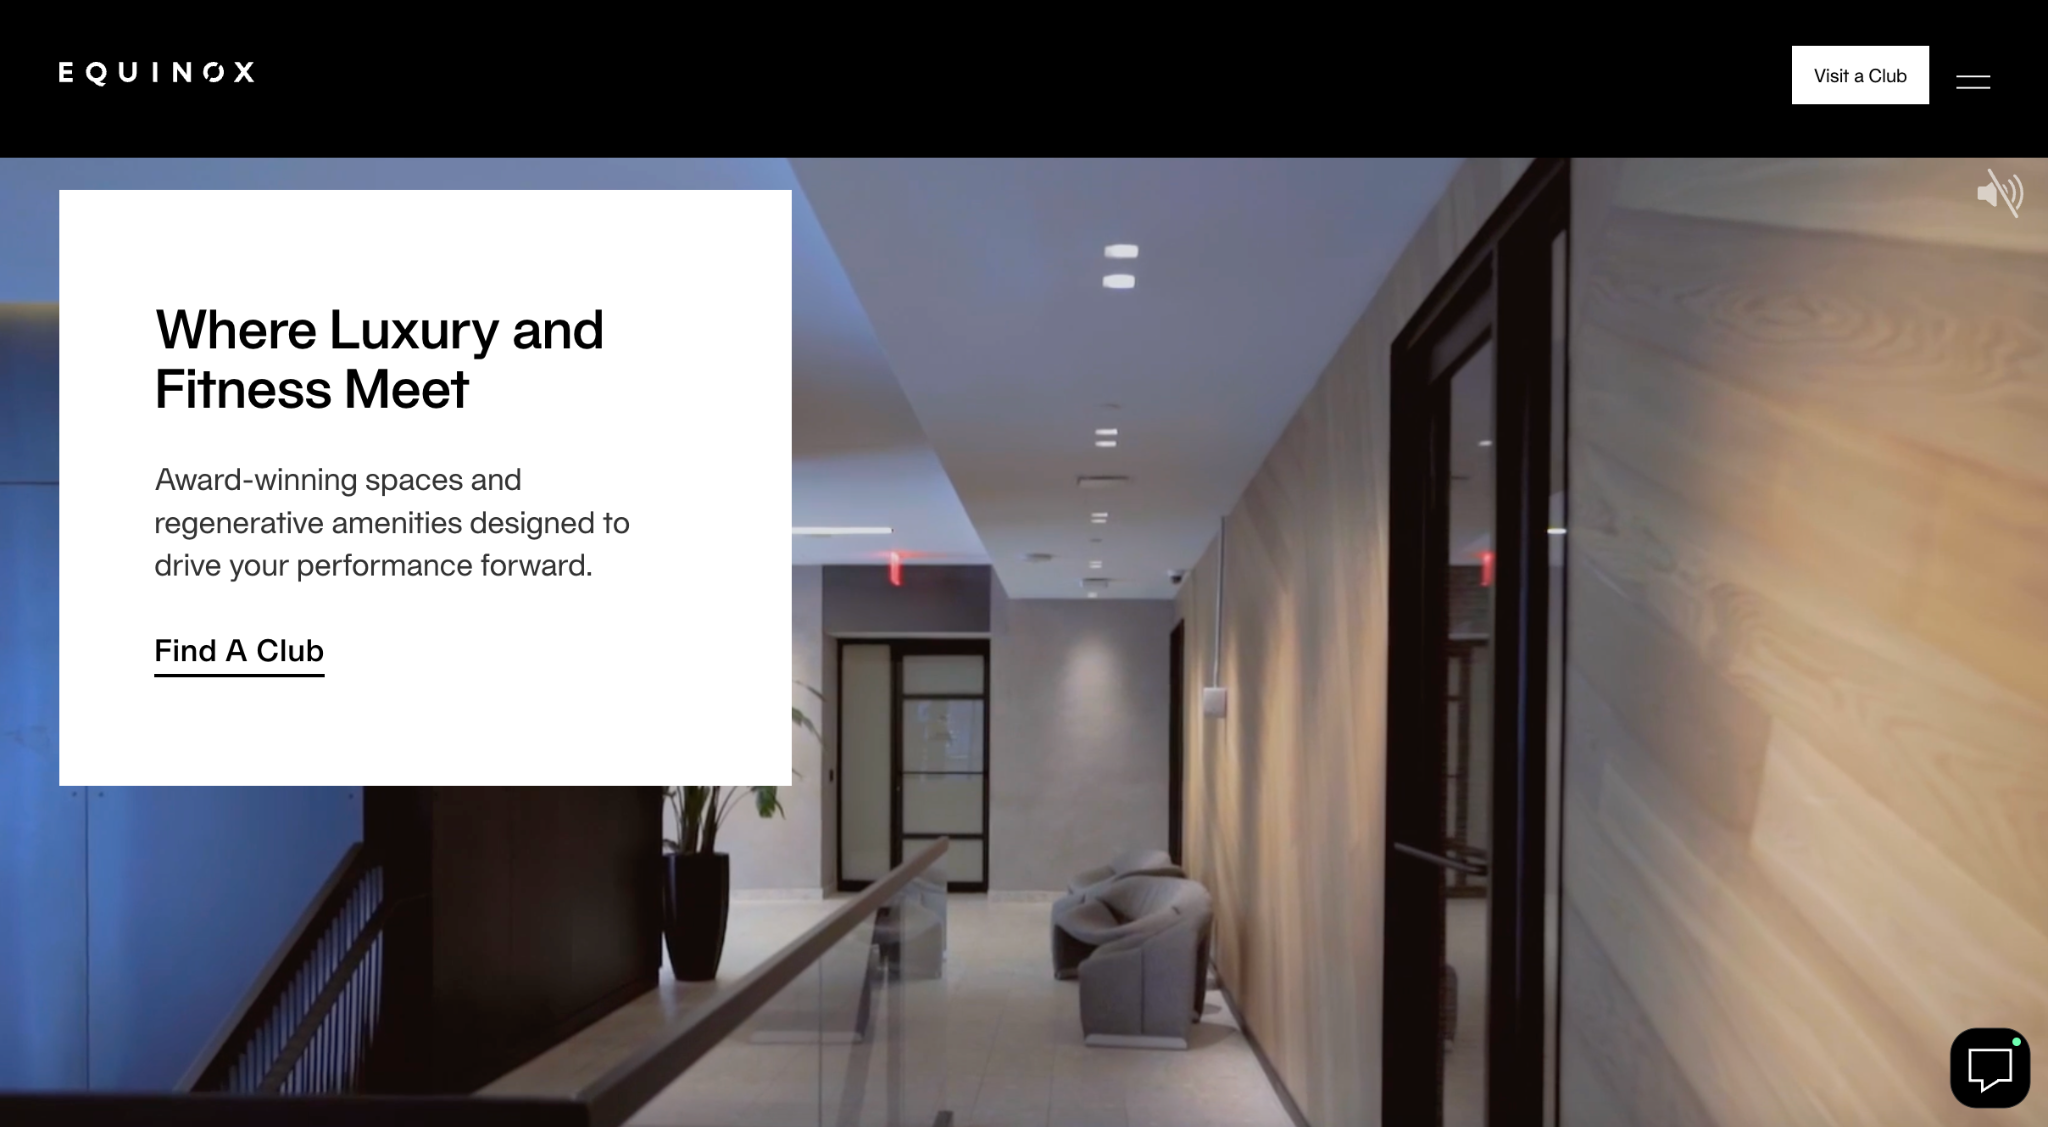 EQUINOX
Visit a Club
Where Luxury and
Fitness Meet
Award-winning spaces and
regenerative amenities designed to
drive your performance forward.
Find A Club